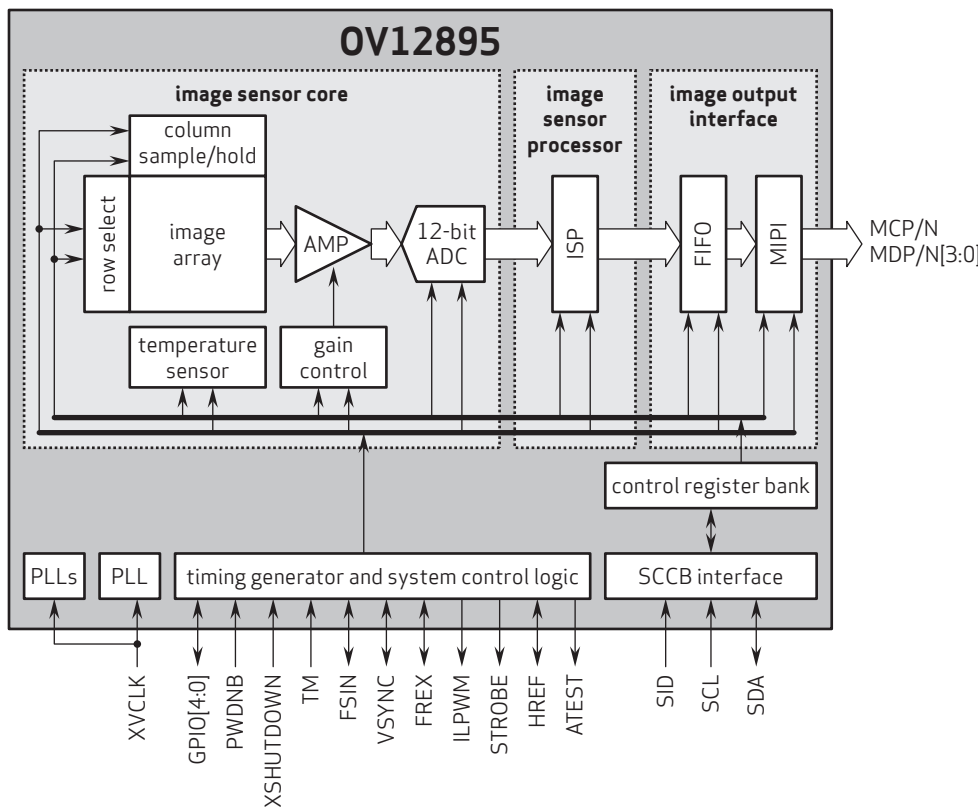 OV12895
image sensor core
image
sensor
processor
image output
interface
column
sample/hold
row select
image
array
AMP
12-bit
ADC
ISP
FIFO
MIPI
MCP/N
MDP/N[3:0]
temperature
sensor
gain
control
control register bank
PLLs
PLL
timing generator and system control logic
SCCB interface
XVCLK
GPIO[4:0]
PWDNB
XSHUTDOWN
TM
FSIN
VSYNC
FREX
ILPWM
STROBE
HREF
ATEST
SID
SCL
SDA